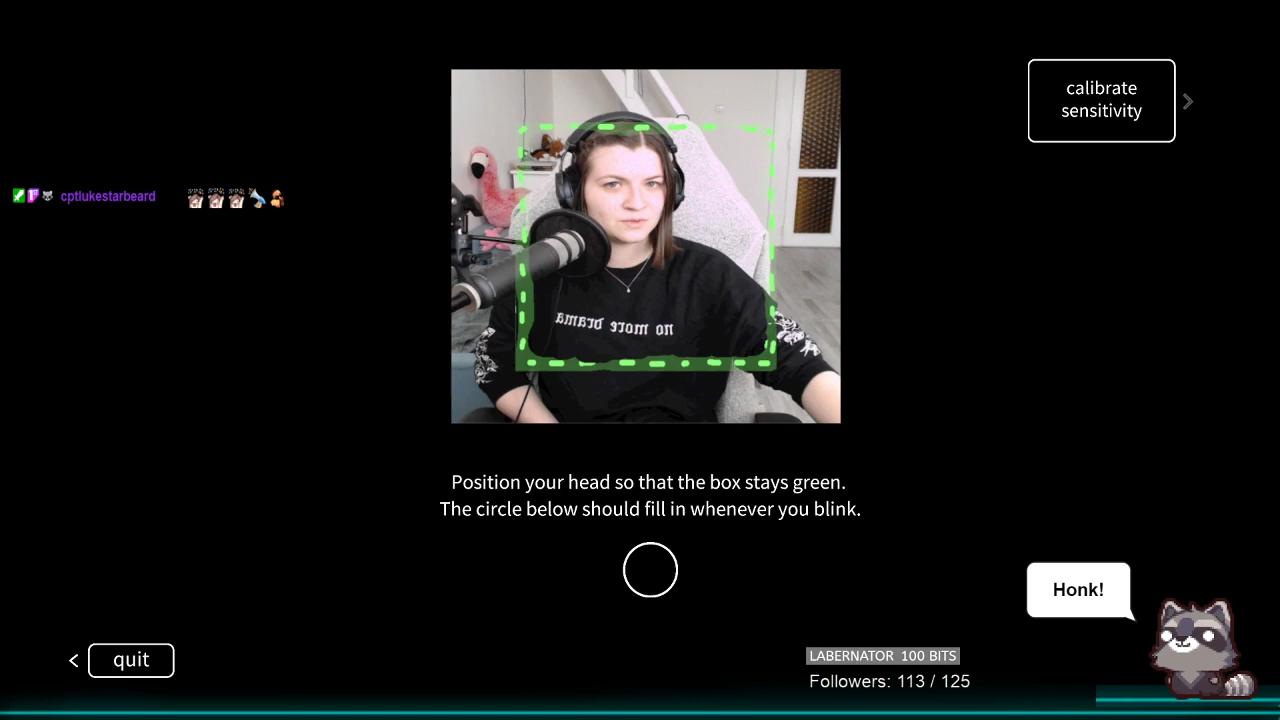 calibrate
sensitivity
cptlukestarbeard
no more drama
Position your head so that the box stays green.
The circle below should fill in whenever you blink.
Honk!
quit
LABERNATOR 100 BITS
Followers: 113 / 125